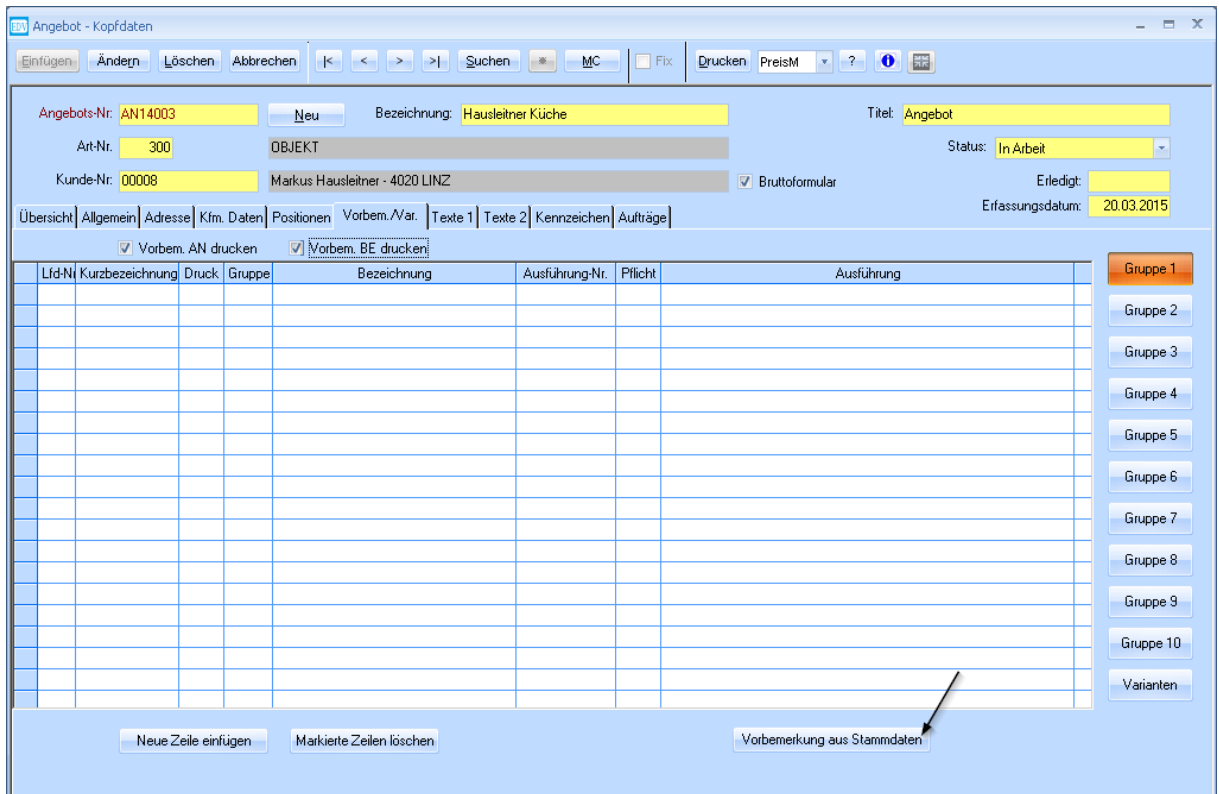 EDV Angebot - Kopfdaten
Einfügen Ändern Löschen Abbrechen |< < > >| Suchen * MC Fix Drucken PreisM ? i
Angebots-Nr: AN14003 Neu Bezeichnung: Hausleitner Küche Titel: Angebot
Art-Nr. 300 OBJEKT Status: In Arbeit
Kunde-Nr: 00008 Markus Hausleitner - 4020 LINZ Bruttoformular Erledigt:
Erfassungsdatum: 20.03.2015
Übersicht Allgemein Adresse Kfm. Daten Positionen Vorbem./Var. Texte 1 Texte 2 Kennzeichen Aufträge
Vorbem. AN drucken Vorbem. BE drucken
Lfd-Nr Kurzbezeichnung Druck Gruppe Bezeichnung Ausführung-Nr. Pflicht Ausführung
Gruppe 1
Gruppe 2
Gruppe 3
Gruppe 4
Gruppe 5
Gruppe 6
Gruppe 7
Gruppe 8
Gruppe 9
Gruppe 10
Varianten
Neue Zeile einfügen Markierte Zeilen löschen Vorbemerkung aus Stammdaten